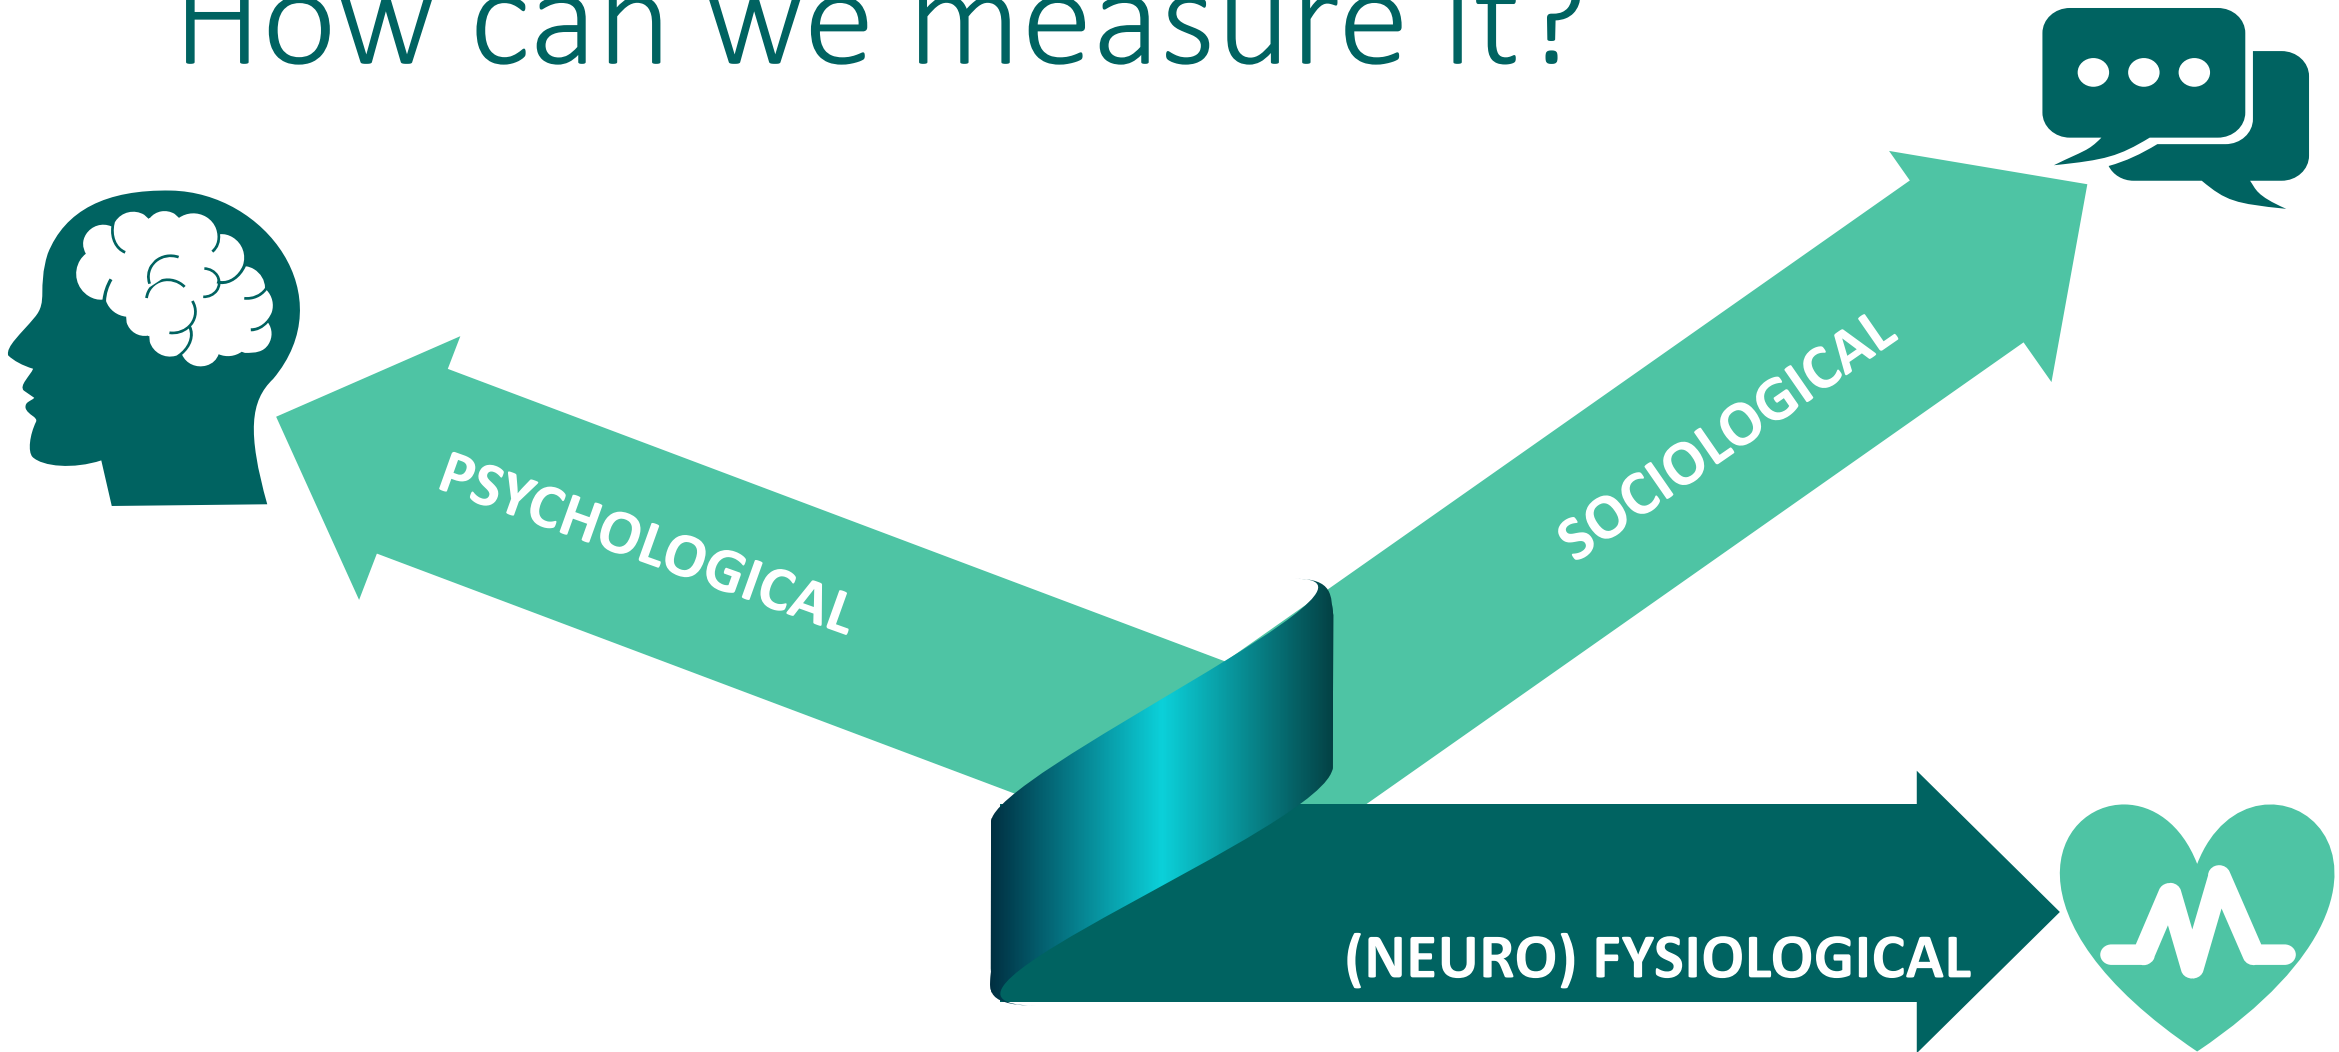 How can we measure it?
PSYCHOLOGICAL
SOCIOLOGICAL
(NEURO) FYSIOLOGICAL